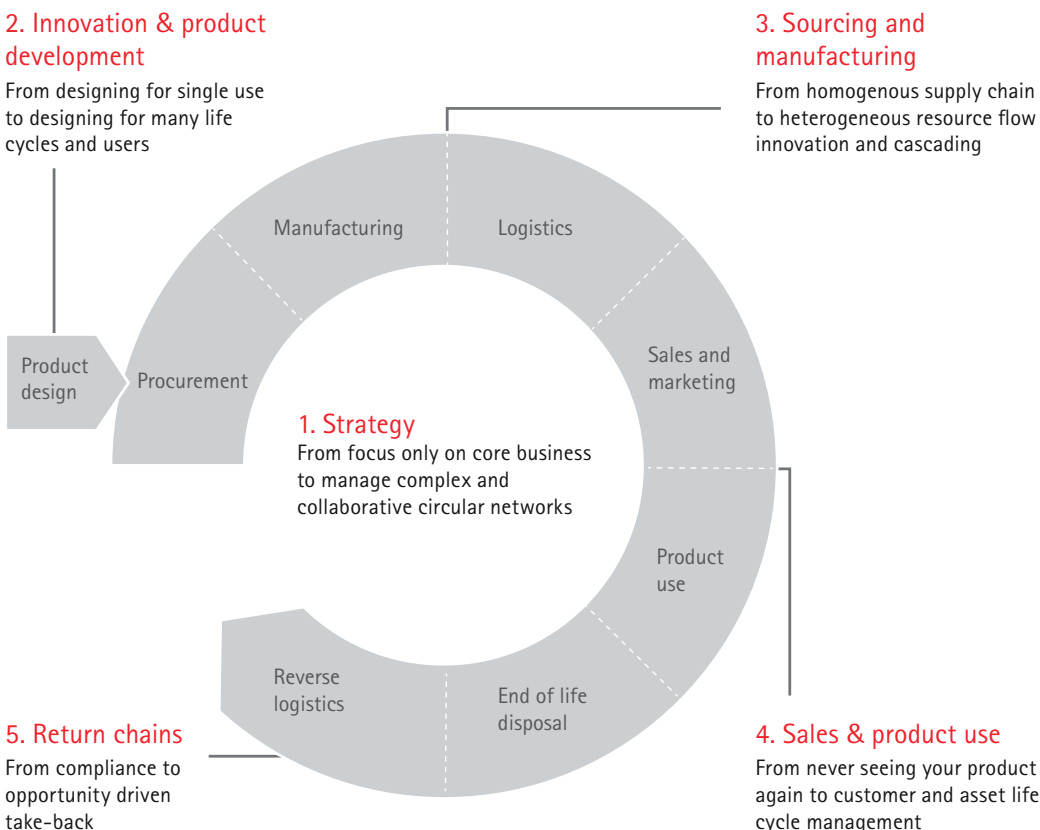 2. Innovation & product
development
From designing for single use
to designing for many life
cycles and users
3. Sourcing and
manufacturing
From homogenous supply chain
to heterogeneous resource flow
innovation and cascading
Manufacturing
Logistics
Product
design
Procurement
Sales and
marketing
1. Strategy
From focus only on core business
to manage complex and
collaborative circular networks
Product
use
Reverse
logistics
End of life
disposal
5. Return chains
From compliance to
opportunity driven
take-back
4. Sales & product use
From never seeing your product
again to customer and asset life
cycle management